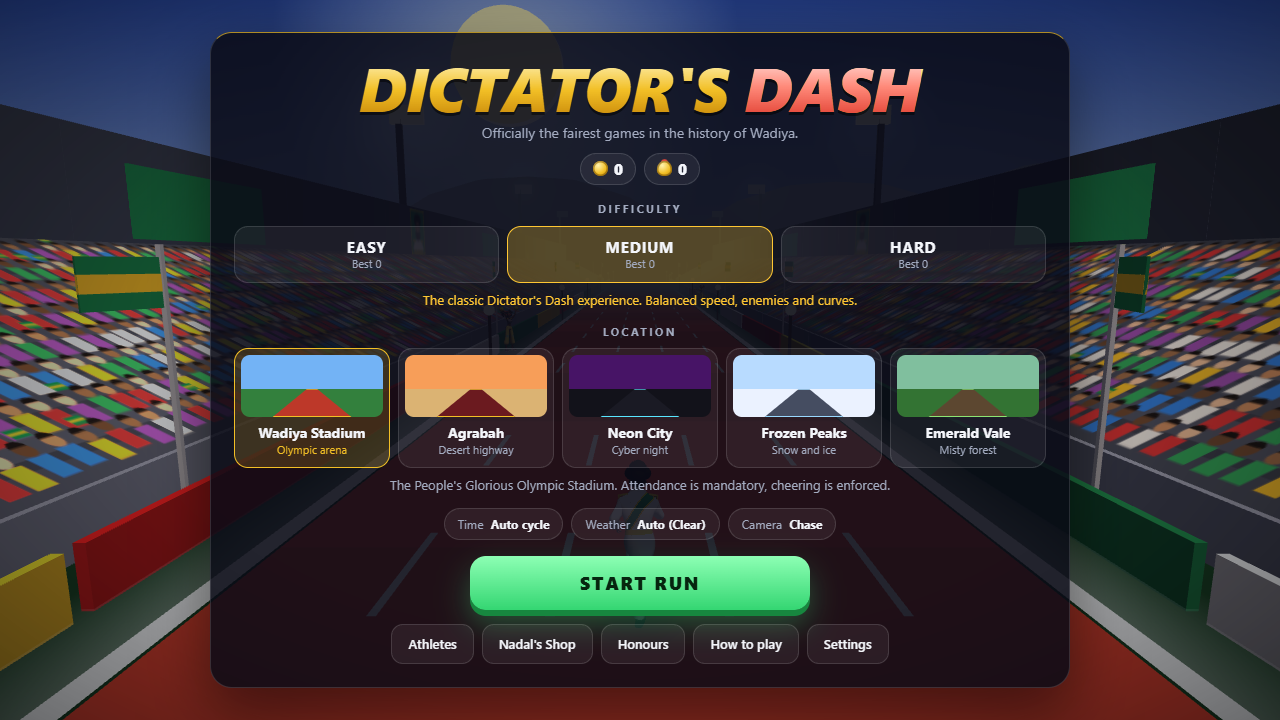 DICTATOR'S DASH
Officially the fairest games in the history of Wadiya.
0 0
DIFFICULTY
EASY
Best 0
MEDIUM
Best 0
HARD
Best 0
The classic Dictator's Dash experience. Balanced speed, enemies and curves.
LOCATION
Wadiya Stadium
Olympic arena
Agrabah
Desert highway
Neon City
Cyber night
Frozen Peaks
Snow and ice
Emerald Vale
Misty forest
The People's Glorious Olympic Stadium. Attendance is mandatory, cheering is enforced.
Time Auto cycle
Weather Auto (Clear)
Camera Chase
START RUN
Athletes
Nadal's Shop
Honours
How to play
Settings